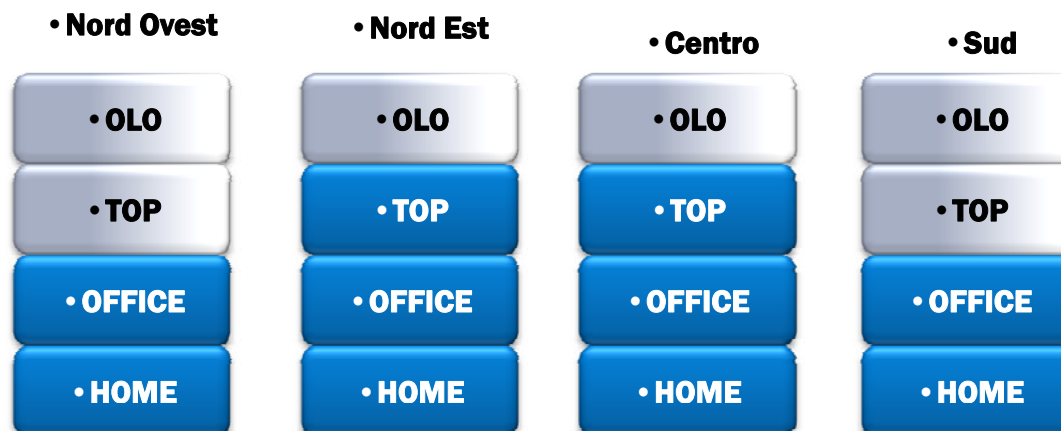 • Nord Ovest
• Nord Est
• Centro
• Sud
• OLO
• OLO
• OLO
• OLO
• TOP
• TOP
• TOP
• TOP
• OFFICE
• OFFICE
• OFFICE
• OFFICE
• HOME
• HOME
• HOME
• HOME